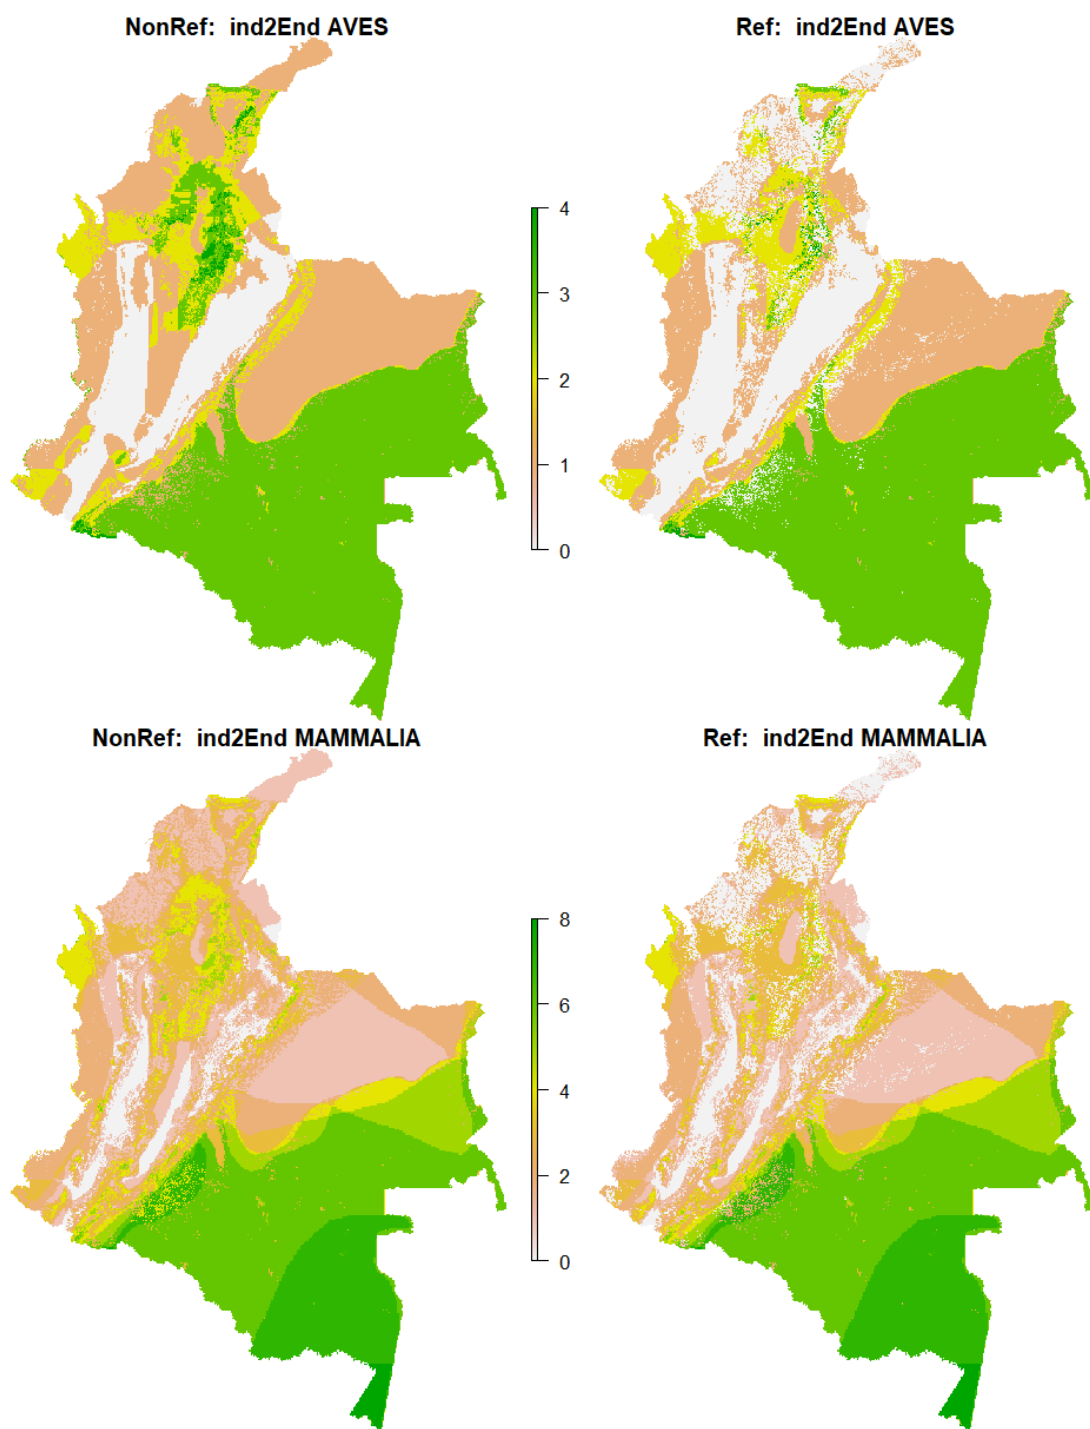 NonRef: ind2End AVES
Ref: ind2End AVES
4
3
2
1
0
NonRef: ind2End MAMMALIA
Ref: ind2End MAMMALIA
8
6
4
2
0